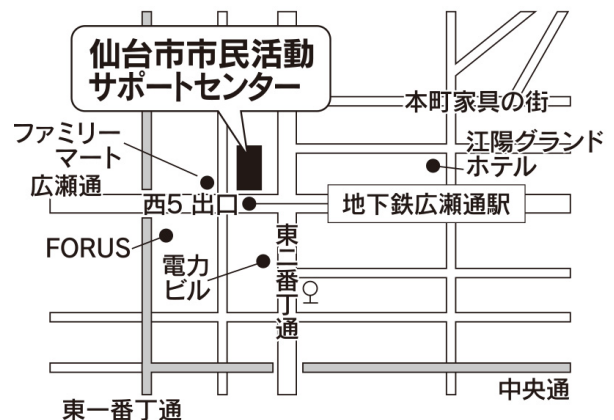 仙台市市民活動
サポートセンター
本町家具の街
ファミリー
マート
江陽グランド
ホテル
広瀬通
西5 出口
地下鉄広瀬通駅
FORUS
電力
ビル
東二番丁通
中央通
東一番丁通